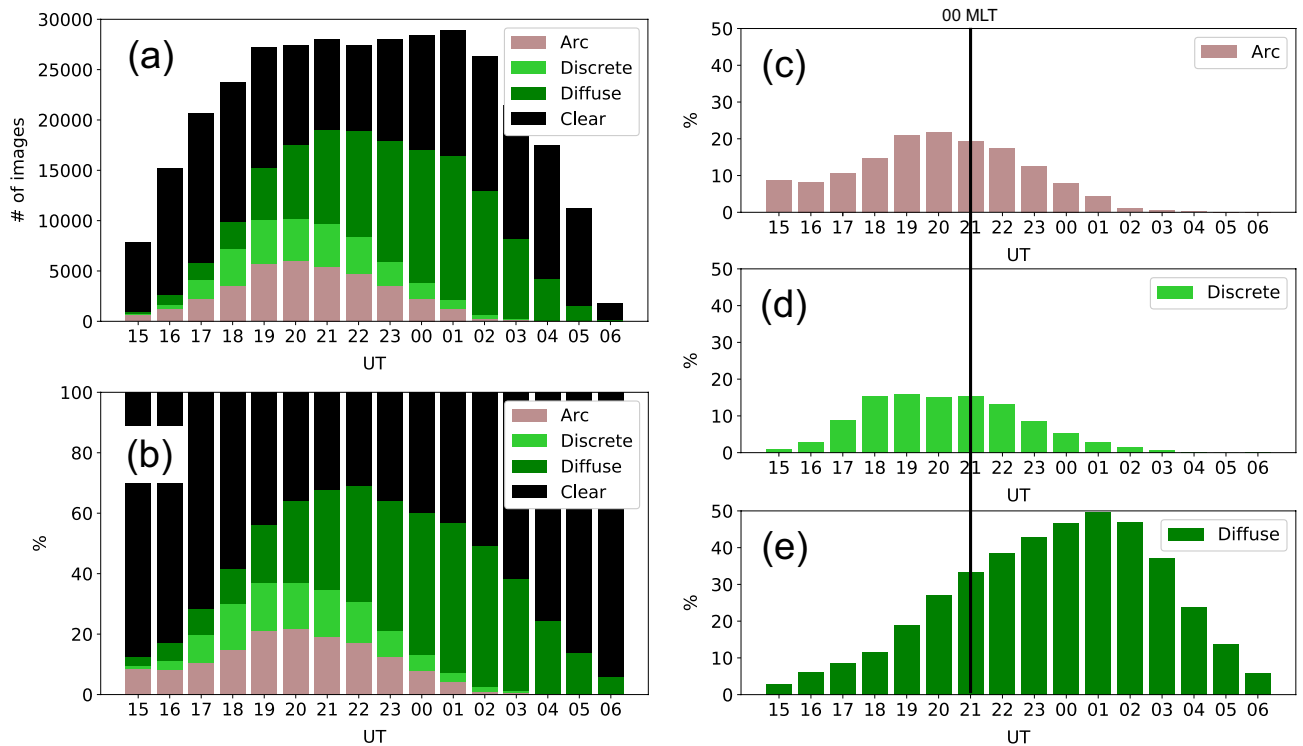 (a)
30000
25000
20000
15000
10000
5000
0
# of images
Arc
Discrete
Diffuse
Clear
15 16 17 18 19 20 21 22 23 00 01 02 03 04 05 06
UT
(b)
100
80
60
40
20
0
%
Arc
Discrete
Diffuse
Clear
15 16 17 18 19 20 21 22 23 00 01 02 03 04 05 06
UT
00 MLT
(c)
50
40
30
20
10
0
%
Arc
15 16 17 18 19 20 21 22 23 00 01 02 03 04 05 06
UT
(d)
50
40
30
20
10
0
%
Discrete
15 16 17 18 19 20 21 22 23 00 01 02 03 04 05 06
UT
(e)
50
40
30
20
10
0
%
Diffuse
15 16 17 18 19 20 21 22 23 00 01 02 03 04 05 06
UT